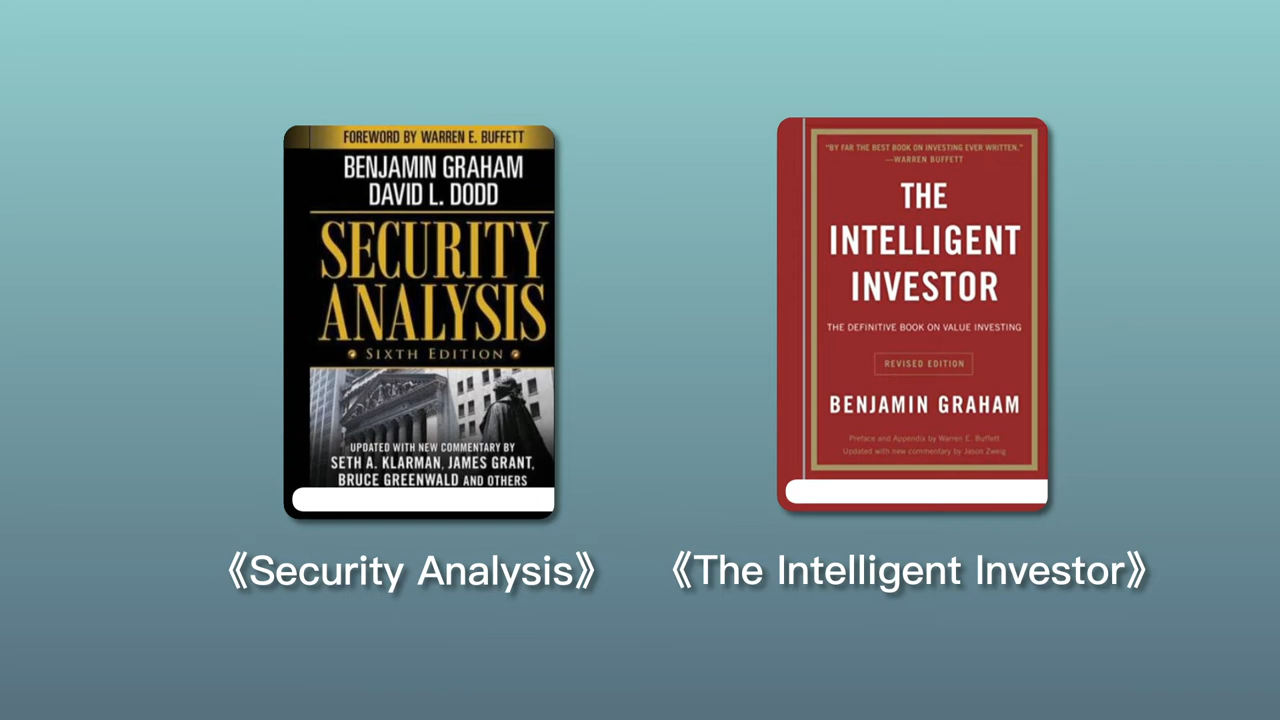 FOREWORD BY WARREN E. BUFFETT
BENJAMIN GRAHAM
DAVID L. DODD
SECURITY
ANALYSIS
SIXTH EDITION
UPDATED WITH NEW COMMENTARY BY
SETH A. KLARMAN, JAMES GRANT,
BRUCE GREENWALD AND OTHERS
《Security Analysis》
"BY FAR THE BEST BOOK ON INVESTING EVER WRITTEN."
—WARREN BUFFETT
THE
INTELLIGENT
INVESTOR
THE DEFINITIVE BOOK ON VALUE INVESTING
REVISED EDITION
BENJAMIN GRAHAM
Preface and Appendix by Warren E. Buffett
Updated with new commentary by Jason Zweig
《The Intelligent Investor》